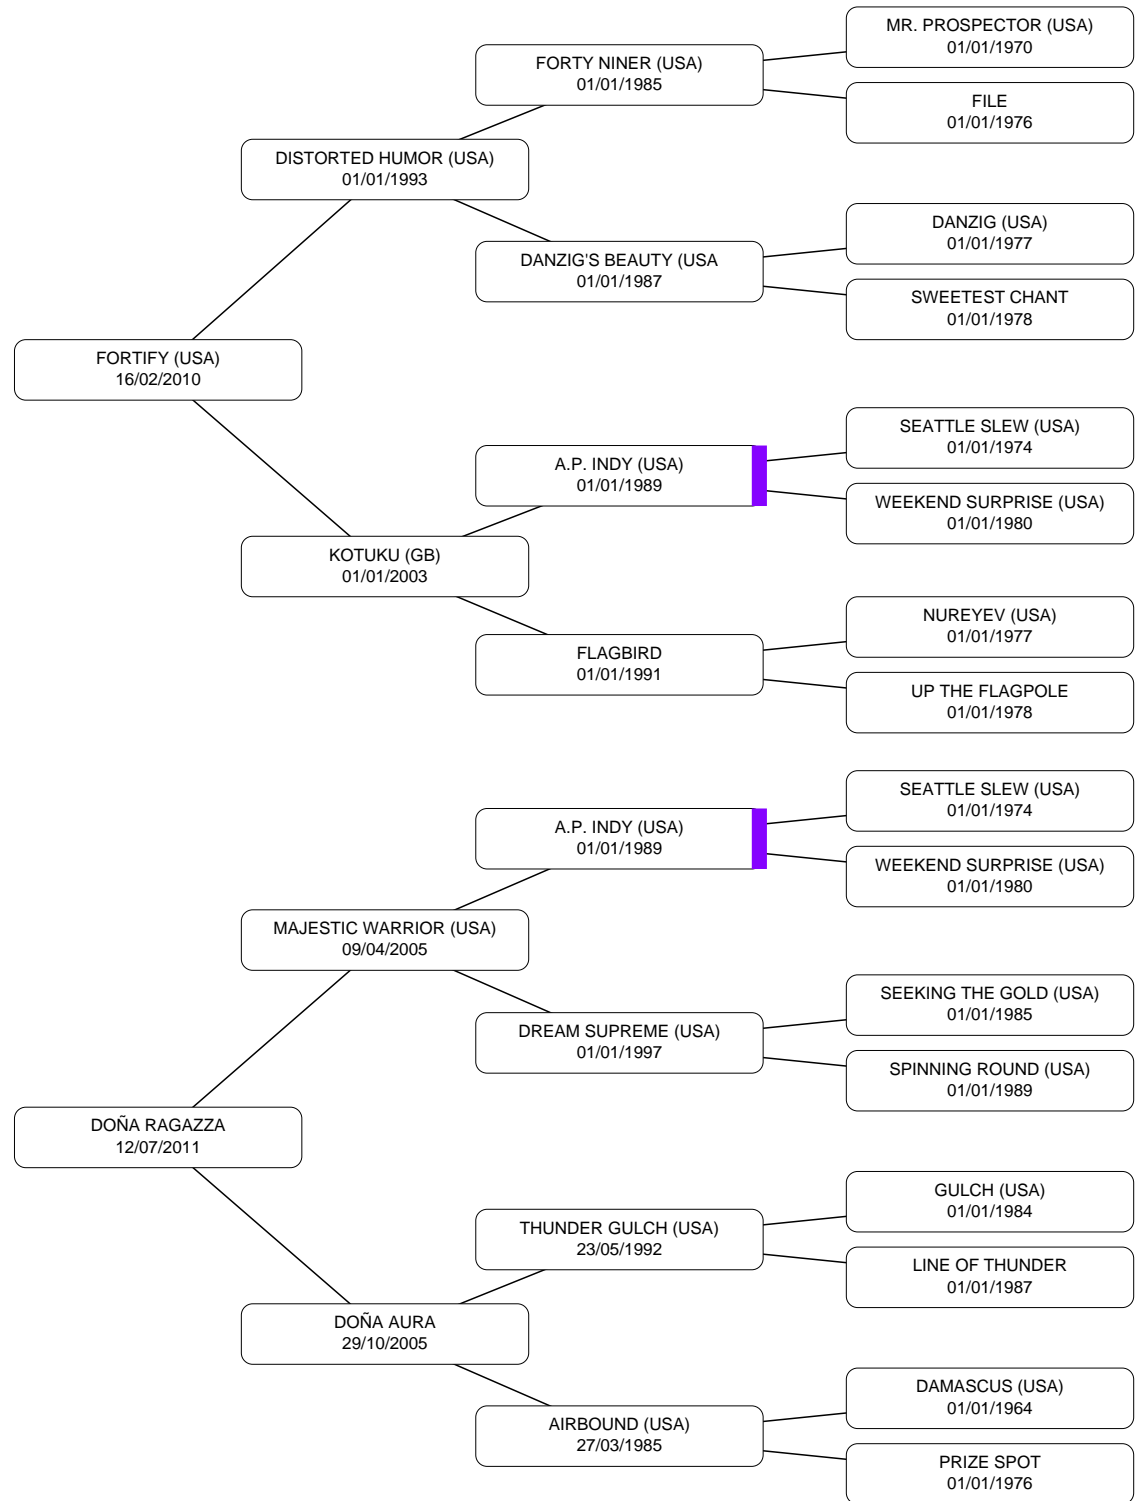 MR. PROSPECTOR (USA)
01/01/1970
FORTY NINER (USA)
01/01/1985
FILE
01/01/1976
DISTORTED HUMOR (USA)
01/01/1993
DANZIG (USA)
01/01/1977
DANZIG'S BEAUTY (USA
01/01/1987
SWEETEST CHANT
01/01/1978
FORTIFY (USA)
16/02/2010
SEATTLE SLEW (USA)
01/01/1974
A.P. INDY (USA)
01/01/1989
WEEKEND SURPRISE (USA)
01/01/1980
KOTUKU (GB)
01/01/2003
NUREYEV (USA)
01/01/1977
FLAGBIRD
01/01/1991
UP THE FLAGPOLE
01/01/1978
SEATTLE SLEW (USA)
01/01/1974
A.P. INDY (USA)
01/01/1989
WEEKEND SURPRISE (USA)
01/01/1980
MAJESTIC WARRIOR (USA)
09/04/2005
SEEKING THE GOLD (USA)
01/01/1985
DREAM SUPREME (USA)
01/01/1997
SPINNING ROUND (USA)
01/01/1989
DOÑA RAGAZZA
12/07/2011
GULCH (USA)
01/01/1984
THUNDER GULCH (USA)
23/05/1992
LINE OF THUNDER
01/01/1987
DOÑA AURA
29/10/2005
DAMASCUS (USA)
01/01/1964
AIRBOUND (USA)
27/03/1985
PRIZE SPOT
01/01/1976